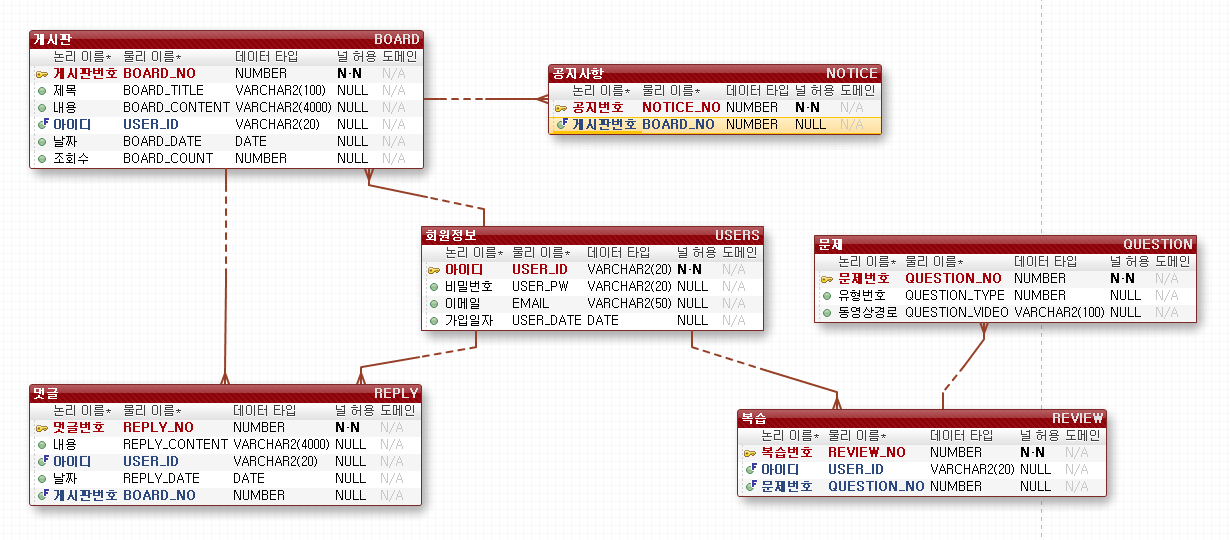 게시판 BOARD
논리 이름* 물리 이름* 데이터 타입 널 허용 도메인
게시판번호 BOARD_NO NUMBER N-N N/A
제목 BOARD_TITLE VARCHAR2(100) NULL N/A
내용 BOARD_CONTENT VARCHAR2(4000) NULL N/A
아이디 USER_ID VARCHAR2(20) NULL N/A
날짜 BOARD_DATE DATE NULL N/A
조회수 BOARD_COUNT NUMBER NULL N/A
공지사항 NOTICE
논리 이름* 물리 이름* 데이터 타입 널 허용 도메인
공지번호 NOTICE_NO NUMBER N-N N/A
게시판번호 BOARD_NO NUMBER NULL N/A
회원정보 USERS
논리 이름* 물리 이름* 데이터 타입 널 허용 도메인
아이디 USER_ID VARCHAR2(20) N-N N/A
비밀번호 USER_PW VARCHAR2(20) NULL N/A
이메일 EMAIL VARCHAR2(50) NULL N/A
가입일자 USER_DATE DATE NULL N/A
문제 QUESTION
논리 이름* 물리 이름* 데이터 타입 널 허용 도메인
문제번호 QUESTION_NO NUMBER N-N N/A
유형번호 QUESTION_TYPE NUMBER NULL N/A
동영상경로 QUESTION_VIDEO VARCHAR2(100) NULL N/A
댓글 REPLY
논리 이름* 물리 이름* 데이터 타입 널 허용 도메인
댓글번호 REPLY_NO NUMBER N-N N/A
내용 REPLY_CONTENT VARCHAR2(4000) NULL N/A
아이디 USER_ID VARCHAR2(20) NULL N/A
날짜 REPLY_DATE DATE NULL N/A
게시판번호 BOARD_NO NUMBER NULL N/A
복습 REVIEW
논리 이름* 물리 이름* 데이터 타입 널 허용 도메인
복습번호 REVIEW_NO NUMBER N-N N/A
아이디 USER_ID VARCHAR2(20) NULL N/A
문제번호 QUESTION_NO NUMBER NULL N/A